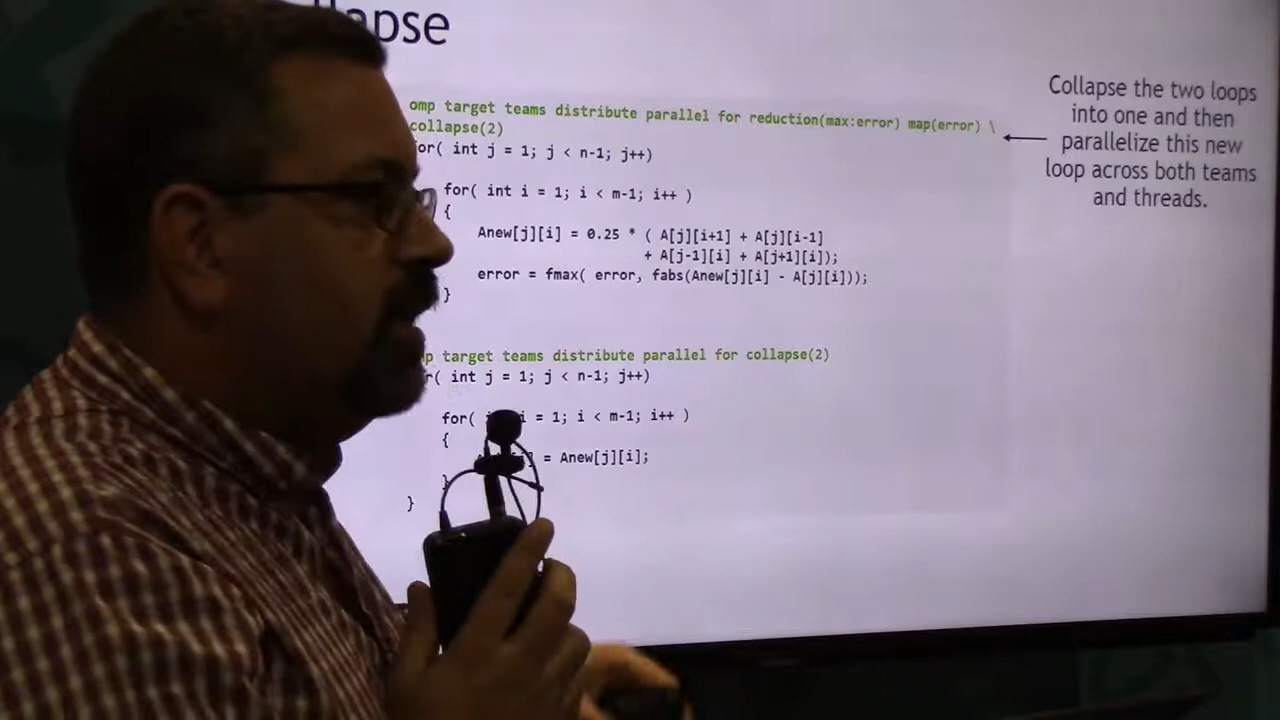 lapse
omp target teams distribute parallel for reduction(max:error) map(error) \
collapse(2)
or( int j = 1; j < n-1; j++)
for( int i = 1; i < m-1; i++ )
{
Anew[j][i] = 0.25 * ( A[j][i+1] + A[j][i-1]
+ A[j-1][i] + A[j+1][i]);
error = fmax( error, fabs(Anew[j][i] - A[j][i]));
}
Collapse the two loops
into one and then
parallelize this new
loop across both teams
and threads.
p target teams distribute parallel for collapse(2)
r( int j = 1; j < n-1; j++)
for( i = 1; i < m-1; i++ )
{
= Anew[j][i];
}
}